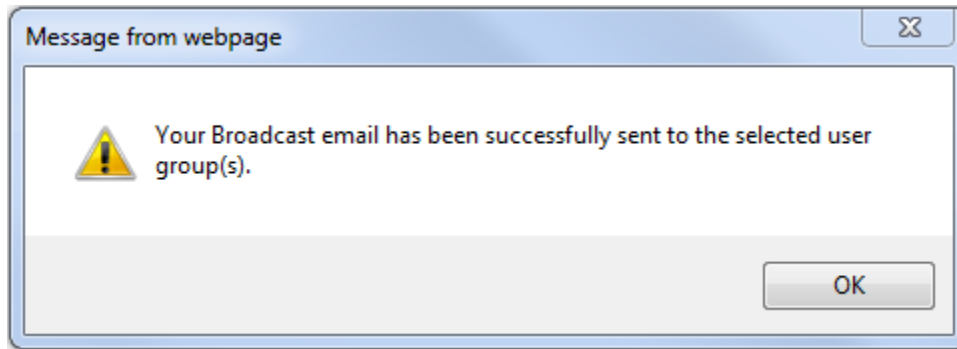 Message from webpage
Your Broadcast email has been successfully sent to the selected user
group(s).
OK